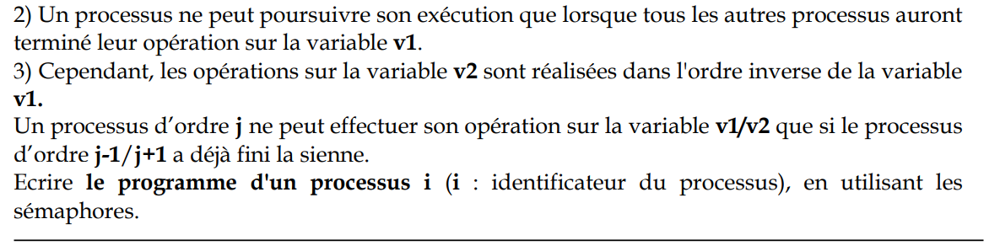 2) Un processus ne peut poursuivre son exécution que lorsque tous les autres processus auront
terminé leur opération sur la variable v1.
3) Cependant, les opérations sur la variable v2 sont réalisées dans l'ordre inverse de la variable
v1.
Un processus d’ordre j ne peut effectuer son opération sur la variable v1/v2 que si le processus
d’ordre j-1/j+1 a déjà fini la sienne.
Ecrire le programme d'un processus i (i : identificateur du processus), en utilisant les
sémaphores.